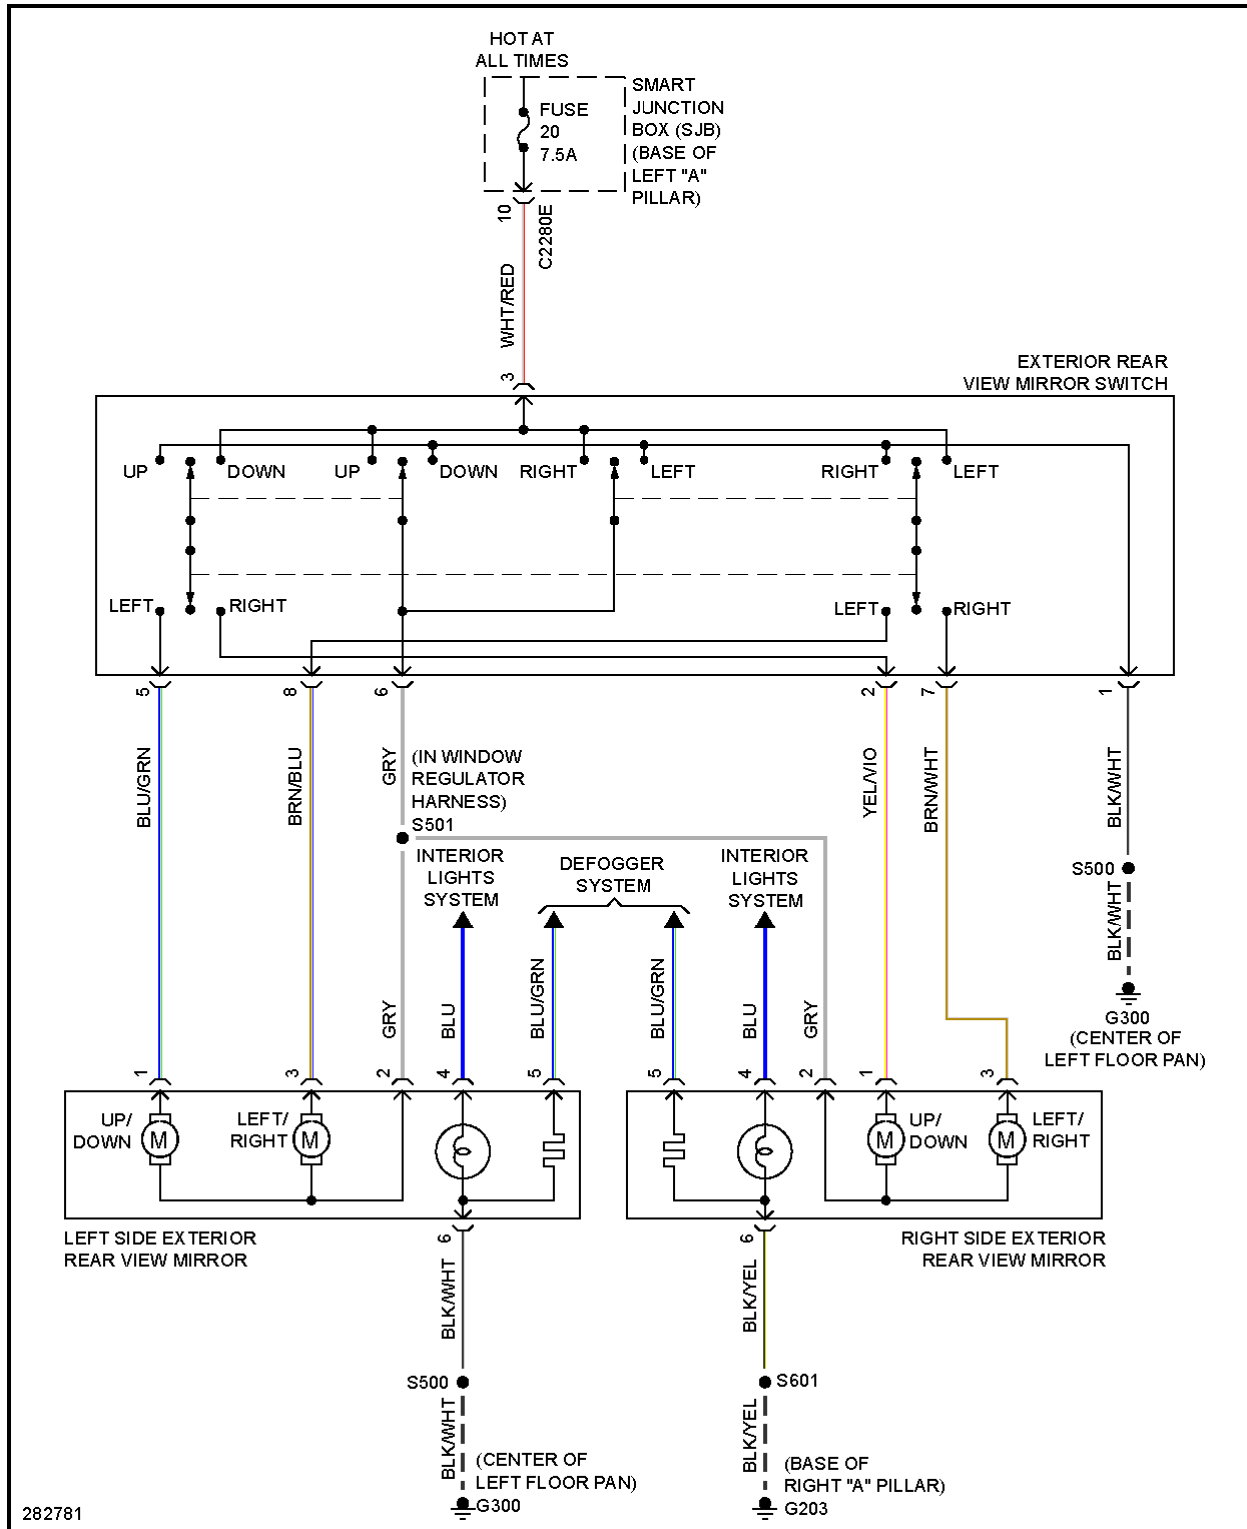 HOT AT
ALL TIMES
FUSE
20
7.5A
SMART
JUNCTION
BOX (SJB)
(BASE OF
LEFT "A"
PILLAR)
10
C2280E
WHT/RED
3
EXTERIOR REAR
VIEW MIRROR SWITCH
UP
DOWN
UP
DOWN
RIGHT
LEFT
RIGHT
LEFT
LEFT
RIGHT
LEFT
RIGHT
5
8
6
2
7
1
BLU/GRN
BRN/BLU
GRY
(IN WINDOW
REGULATOR
HARNESS)
S501
YEL/VIO
BRN/WHT
BLK/WHT
S500
BLK/WHT
G300
(CENTER OF
LEFT FLOOR PAN)
INTERIOR
LIGHTS
SYSTEM
DEFOGGER
SYSTEM
INTERIOR
LIGHTS
SYSTEM
GRY
BLU
BLU/GRN
BLU/GRN
BLU
GRY
1
3
2
4
5
5
4
2
1
3
UP/
DOWN
M
LEFT/
RIGHT
M
M
UP/
DOWN
M
LEFT/
RIGHT
LEFT SIDE EXTERIOR
REAR VIEW MIRROR
6
6
RIGHT SIDE EXTERIOR
REAR VIEW MIRROR
BLK/WHT
BLK/YEL
S500
S601
BLK/WHT
BLK/YEL
(CENTER OF
LEFT FLOOR PAN)
G300
(BASE OF
RIGHT "A" PILLAR)
G203
282781